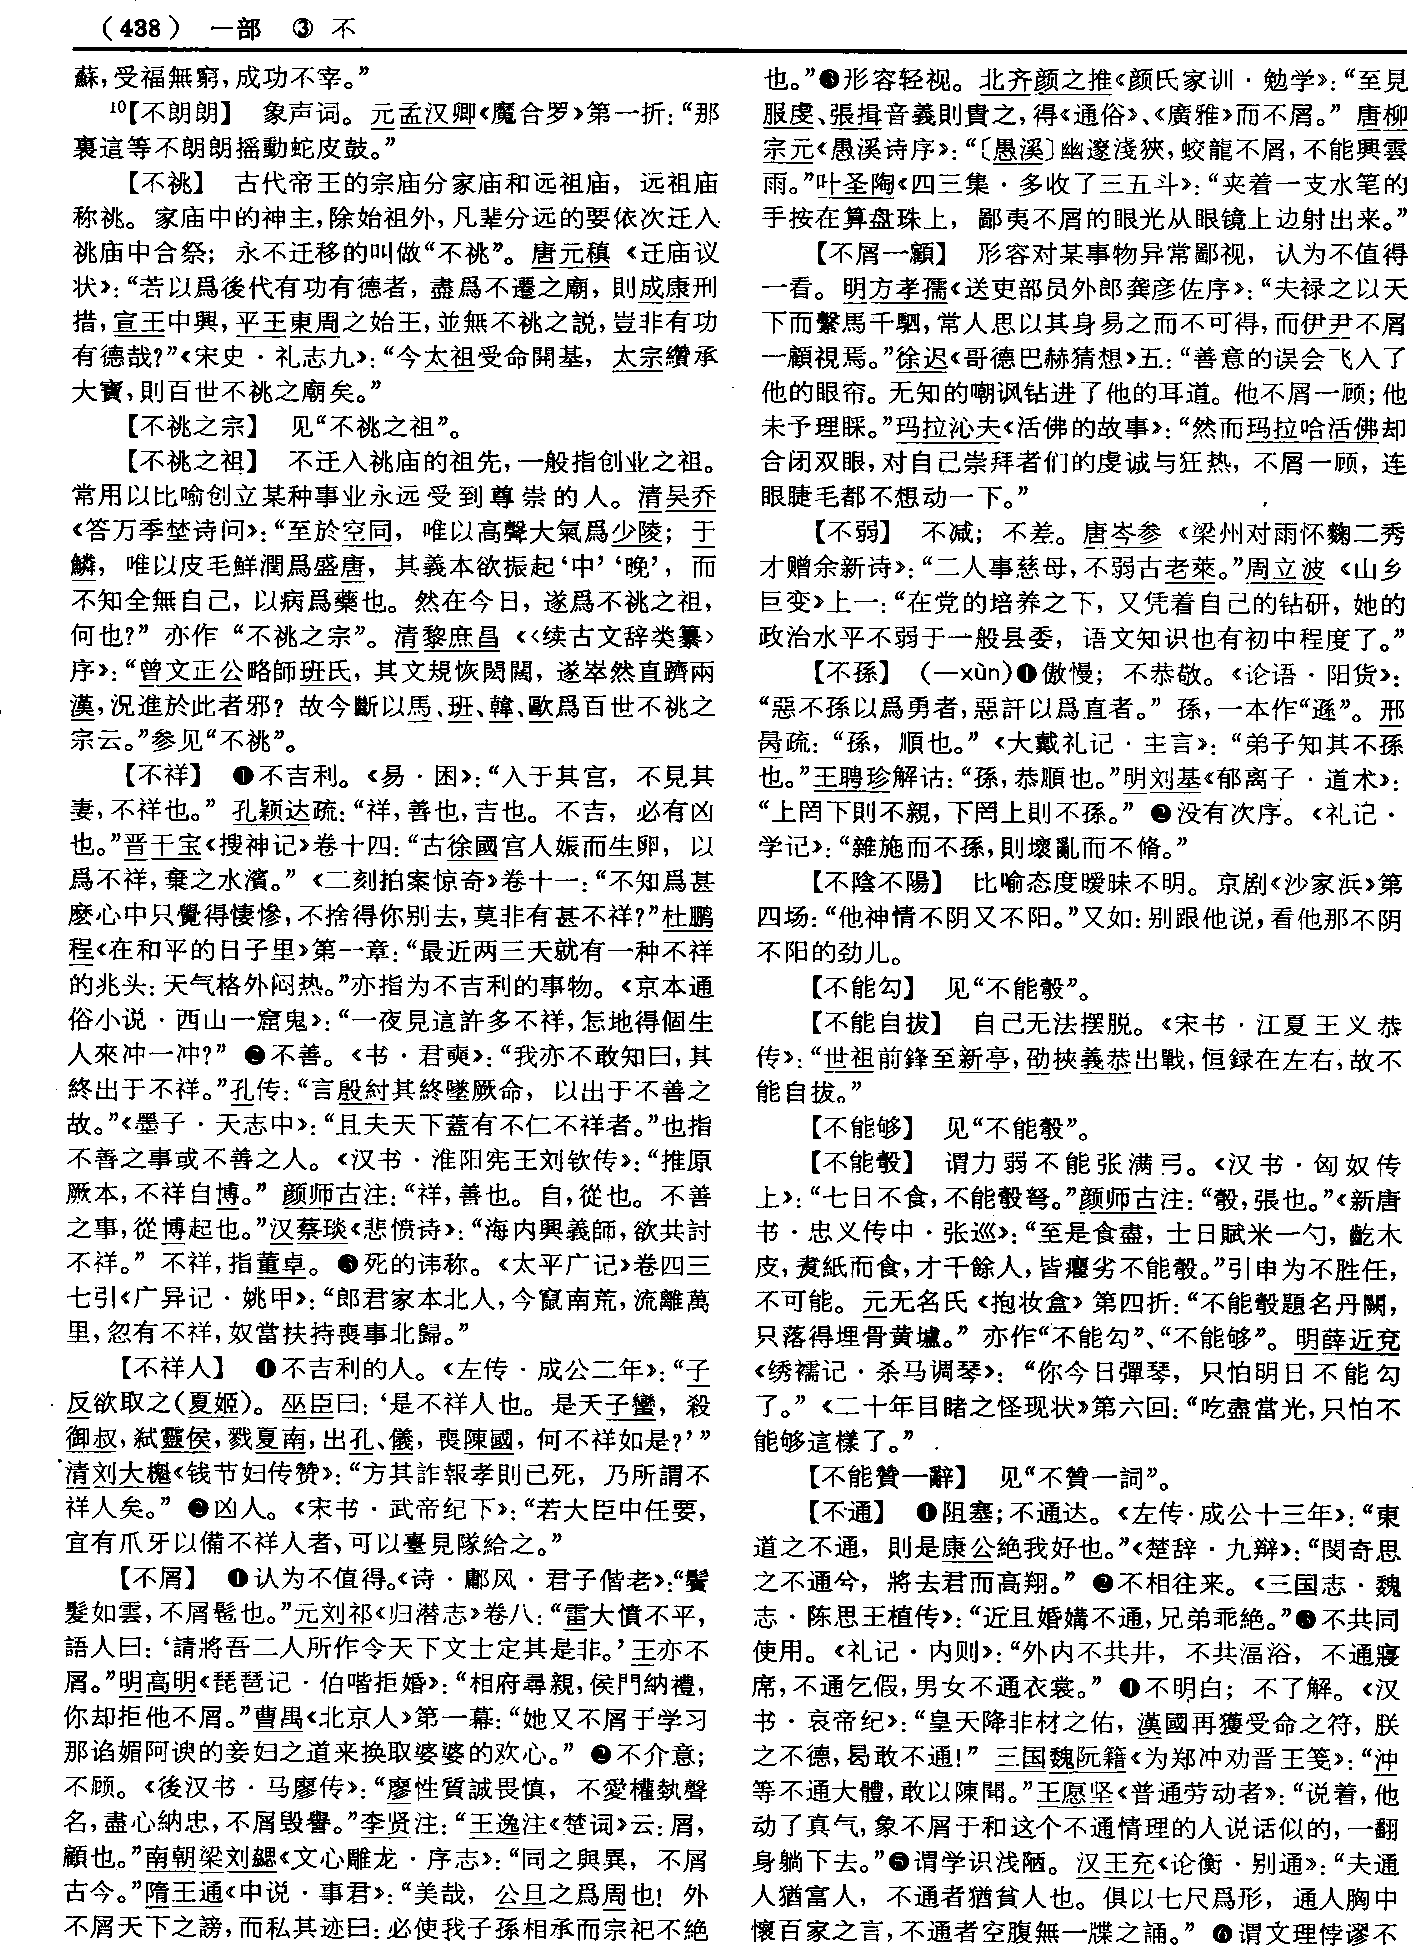 （438） 一部 ③ 不
蘇，受福無窮，成功不宰。”
¹⁰【不朗朗】 象声词。元孟汉卿《魔合罗》第一折：“那
裏這等不朗朗摇動蛇皮鼓。”
【不祧】 古代帝王的宗庙分家庙和远祖庙，远祖庙
称祧。家庙中的神主，除始祖外，凡辈分远的要依次迁入
祧庙中合祭；永不迁移的叫做“不祧”。唐元稹《迁庙议
状》：“若以爲後代有功有德者，盡爲不遷之廟，則成康刑
措，宣王中興，平王東周之始王，並無不祧之説，豈非有功
有德哉？”《宋史·礼志九》：“今太祖受命開基，太宗纘承
大寶，則百世不祧之廟矣。”
【不祧之宗】 见“不祧之祖”。
【不祧之祖】 不迁入祧庙的祖先，一般指创业之祖。
常用以比喻创立某种事业永远受到尊崇的人。清吴乔
《答万季埜诗问》：“至於空同，唯以高聲大氣爲少陵；于
鱗，唯以皮毛鮮潤爲盛唐，其義本欲振起‘中’‘晚’，而
不知全無自己，以病爲藥也。然在今日，遂爲不祧之祖，
何也？”亦作“不祧之宗”。清黎庶昌《〈续古文辞类纂〉
序》：“曾文正公略師班氏，其文規恢閎闊，遂崒然直躋兩
漢，況進於此者邪？故今斷以馬、班、韓、歐爲百世不祧之
宗云。”参见“不祧”。
【不祥】 ❶不吉利。《易·困》：“入于其宫，不見其
妻，不祥也。”孔颖达疏：“祥，善也，吉也。不吉，必有凶
也。”晋干宝《搜神记》卷十四：“古徐國宫人娠而生卵，以
爲不祥，棄之水濱。”《二刻拍案惊奇》卷十一：“不知爲甚
麽心中只覺得悽慘，不捨得你别去，莫非有甚不祥？”杜鹏
程《在和平的日子里》第一章：“最近两三天就有一种不祥
的兆头：天气格外闷热。”亦指为不吉利的事物。《京本通
俗小说·西山一窟鬼》：“一夜見這許多不祥，怎地得個生
人來冲一冲？”❷不善。《书·君奭》：“我亦不敢知曰，其
終出于不祥。”孔传：“言殷紂其終墜厥命，以出于不善之
故。”《墨子·天志中》：“且夫天下蓋有不仁不祥者。”也指
不善之事或不善之人。《汉书·淮阳宪王刘钦传》：“推原
厥本，不祥自博。”颜师古注：“祥，善也。自，從也。不善
之事，從博起也。”汉蔡琰《悲愤诗》：“海内興義師，欲共討
不祥。”不祥，指董卓。❸死的讳称。《太平广记》卷四三
七引《广异记·姚甲》：“郎君家本北人，今竄南荒，流離萬
里，忽有不祥，奴當扶持喪事北歸。”
【不祥人】 ❶不吉利的人。《左传·成公二年》：“子
反欲取之(夏姬)。巫臣曰：‘是不祥人也。是夭子蠻，殺
御叔，弒靈侯，戮夏南，出孔、儀，喪陳國，何不祥如是？’”
清刘大櫆《钱节妇传赞》：“方其詐報孝則已死，乃所謂不
祥人矣。”❷凶人。《宋书·武帝纪下》：“若大臣中任要，
宜有爪牙以備不祥人者，可以臺見隊給之。”
【不屑】 ❶认为不值得。《诗·鄘风·君子偕老》：“鬒
髮如雲，不屑髢也。”元刘祁《归潜志》卷八：“雷大憤不平，
語人曰：‘請將吾二人所作令天下文士定其是非。’王亦不
屑。”明高明《琵琶记·伯喈拒婚》：“相府尋親，侯門納禮，
你却拒他不屑。”曹禺《北京人》第一幕：“她又不屑于学习
那谄媚阿谀的妾妇之道来换取婆婆的欢心。”❷不介意；
不顾。《後汉书·马廖传》：“廖性質誠畏慎，不愛權埶聲
名，盡心納忠，不屑毁譽。”李贤注：“王逸注《楚词》云：屑，
顧也。”南朝梁刘勰《文心雕龙·序志》：“同之與異，不屑
古今。”隋王通《中说·事君》：“美哉，公旦之爲周也！外
不屑天下之謗，而私其迹曰：必使我子孫相承而宗祀不絶
也。”❸形容轻视。北齐颜之推《颜氏家训·勉学》：“至見
服虔、張揖音義則貴之，得《通俗》、《廣雅》而不屑。”唐柳
宗元《愚溪诗序》：“〔愚溪〕幽邃淺狹，蛟龍不屑，不能興雲
雨。”叶圣陶《四三集·多收了三五斗》：“夹着一支水笔的
手按在算盘珠上，鄙夷不屑的眼光从眼镜上边射出来。”
【不屑一顧】 形容对某事物异常鄙视，认为不值得
一看。明方孝孺《送吏部员外郎龚彦佐序》：“夫禄之以天
下而繫馬千駟，常人思以其身易之而不可得，而伊尹不屑
一顧視焉。”徐迟《哥德巴赫猜想》五：“善意的误会飞入了
他的眼帘。无知的嘲讽钻进了他的耳道。他不屑一顾；他
未予理睬。”玛拉沁夫《活佛的故事》：“然而玛拉哈活佛却
合闭双眼，对自己崇拜者们的虔诚与狂热，不屑一顾，连
眼睫毛都不想动一下。”
【不弱】 不减；不差。唐岑参《梁州对雨怀麴二秀
才赠余新诗》：“二人事慈母，不弱古老萊。”周立波《山乡
巨变》上一：“在党的培养之下，又凭着自己的钻研，她的
政治水平不弱于一般县委，语文知识也有初中程度了。”
【不孫】 (—xùn)❶傲慢；不恭敬。《论语·阳货》：
“惡不孫以爲勇者，惡訐以爲直者。”孫，一本作“遜”。邢
昺疏：“孫，順也。”《大戴礼记·主言》：“弟子知其不孫
也。”王聘珍解诂：“孫，恭順也。”明刘基《郁离子·道术》：
“上罔下則不親，下罔上則不孫。”❷没有次序。《礼记·
学记》：“雜施而不孫，則壞亂而不脩。”
【不陰不陽】 比喻态度暧昧不明。京剧《沙家浜》第
四场：“他神情不阴又不阳。”又如：别跟他说，看他那不阴
不阳的劲儿。
【不能勾】 见“不能彀”。
【不能自拔】 自己无法摆脱。《宋书·江夏王义恭
传》：“世祖前鋒至新亭，劭挾義恭出戰，恒録在左右，故不
能自拔。”
【不能够】 见“不能彀”。
【不能彀】 谓力弱不能张满弓。《汉书·匈奴传
上》：“七日不食，不能彀弩。”颜师古注：“彀，張也。”《新唐
书·忠义传中·张巡》：“至是食盡，士日賦米一勺，齕木
皮，煑紙而食，才千餘人，皆癯劣不能彀。”引申为不胜任，
不可能。元无名氏《抱妆盒》第四折：“不能彀題名丹闕，
只落得埋骨黄壚。”亦作“不能勾”、“不能够”。明薛近兖
《绣襦记·杀马调琴》：“你今日彈琴，只怕明日不能勾
了。”《二十年目睹之怪现状》第六回：“吃盡當光，只怕不
能够這樣了。”
【不能贊一辭】 见“不贊一詞”。
【不通】 ❶阻塞；不通达。《左传·成公十三年》：“東
道之不通，則是康公絶我好也。”《楚辞·九辩》：“閔奇思
之不通兮，將去君而高翔。”❷不相往来。《三国志·魏
志·陈思王植传》：“近且婚媾不通，兄弟乖絶。”❸不共同
使用。《礼记·内则》：“外内不共井，不共湢浴，不通寢
席，不通乞假，男女不通衣裳。”❹不明白；不了解。《汉
书·哀帝纪》：“皇天降非材之佑，漢國再獲受命之符，朕
之不德，曷敢不通！”三国魏阮籍《为郑冲劝晋王笺》：“沖
等不通大體，敢以陳聞。”王愿坚《普通劳动者》：“说着，他
动了真气，象不屑于和这个不通情理的人说话似的，一翻
身躺下去。”❺谓学识浅陋。汉王充《论衡·别通》：“夫通
人猶富人，不通者猶貧人也。俱以七尺爲形，通人胸中
懷百家之言，不通者空腹無一牒之誦。”❻谓文理悖谬不